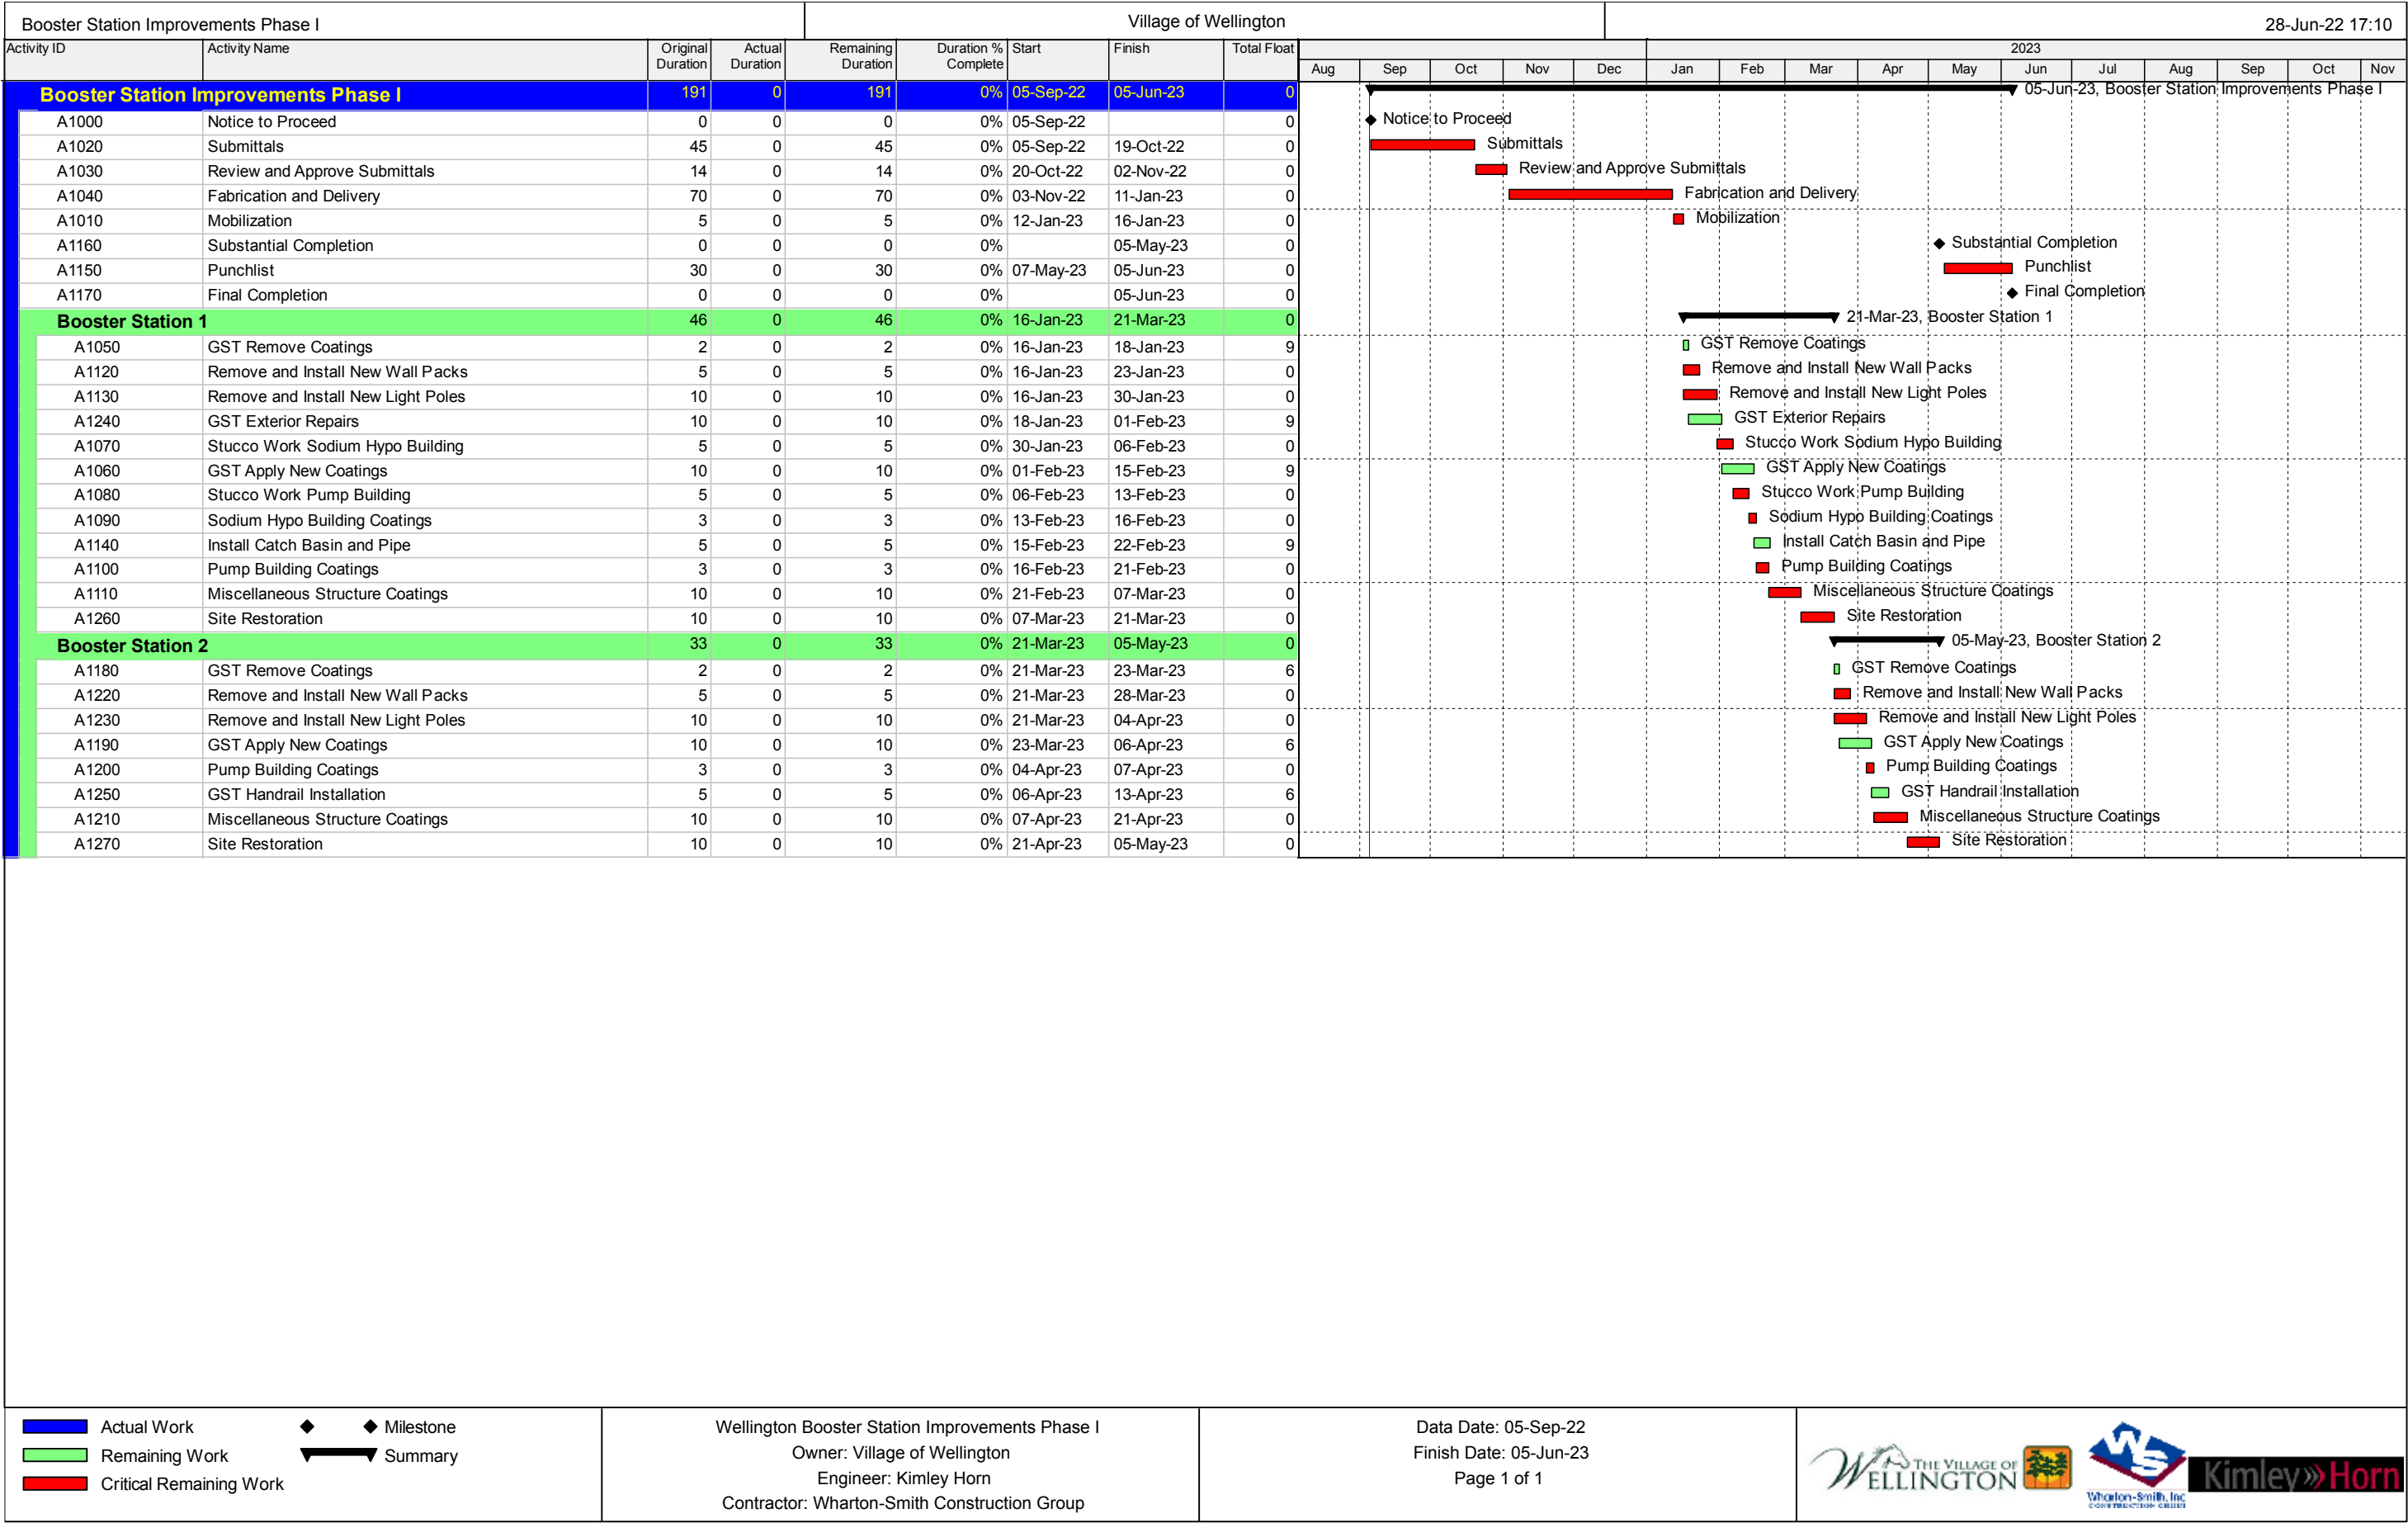 Booster Station Improvements Phase I Village of Wellington 28-Jun-22 17:10
Activity ID Activity Name Original Duration Actual Duration Remaining Duration Duration % Complete Start Finish Total Float 2023
Aug Sep Oct Nov Dec Jan Feb Mar Apr May Jun Jul Aug Sep Oct Nov
Booster Station Improvements Phase I 191 0 191 0% 05-Sep-22 05-Jun-23 0 05-Jun-23, Booster Station Improvements Phase I
A1000 Notice to Proceed 0 0 0 0% 05-Sep-22 0 Notice to Proceed
A1020 Submittals 45 0 45 0% 05-Sep-22 19-Oct-22 0 Submittals
A1030 Review and Approve Submittals 14 0 14 0% 20-Oct-22 02-Nov-22 0 Review and Approve Submittals
A1040 Fabrication and Delivery 70 0 70 0% 03-Nov-22 11-Jan-23 0 Fabrication and Delivery
A1010 Mobilization 5 0 5 0% 12-Jan-23 16-Jan-23 0 Mobilization
A1160 Substantial Completion 0 0 0 0% 05-May-23 0 Substantial Completion
A1150 Punchlist 30 0 30 0% 07-May-23 05-Jun-23 0 Punchlist
A1170 Final Completion 0 0 0 0% 05-Jun-23 0 Final Completion
Booster Station 1 46 0 46 0% 16-Jan-23 21-Mar-23 0 21-Mar-23, Booster Station 1
A1050 GST Remove Coatings 2 0 2 0% 16-Jan-23 18-Jan-23 9 GST Remove Coatings
A1120 Remove and Install New Wall Packs 5 0 5 0% 16-Jan-23 23-Jan-23 0 Remove and Install New Wall Packs
A1130 Remove and Install New Light Poles 10 0 10 0% 16-Jan-23 30-Jan-23 0 Remove and Install New Light Poles
A1240 GST Exterior Repairs 10 0 10 0% 18-Jan-23 01-Feb-23 9 GST Exterior Repairs
A1070 Stucco Work Sodium Hypo Building 5 0 5 0% 30-Jan-23 06-Feb-23 0 Stucco Work Sodium Hypo Building
A1060 GST Apply New Coatings 10 0 10 0% 01-Feb-23 15-Feb-23 9 GST Apply New Coatings
A1080 Stucco Work Pump Building 5 0 5 0% 06-Feb-23 13-Feb-23 0 Stucco Work Pump Building
A1090 Sodium Hypo Building Coatings 3 0 3 0% 13-Feb-23 16-Feb-23 0 Sodium Hypo Building Coatings
A1140 Install Catch Basin and Pipe 5 0 5 0% 15-Feb-23 22-Feb-23 9 Install Catch Basin and Pipe
A1100 Pump Building Coatings 3 0 3 0% 16-Feb-23 21-Feb-23 0 Pump Building Coatings
A1110 Miscellaneous Structure Coatings 10 0 10 0% 21-Feb-23 07-Mar-23 0 Miscellaneous Structure Coatings
A1260 Site Restoration 10 0 10 0% 07-Mar-23 21-Mar-23 0 Site Restoration
Booster Station 2 33 0 33 0% 21-Mar-23 05-May-23 0 05-May-23, Booster Station 2
A1180 GST Remove Coatings 2 0 2 0% 21-Mar-23 23-Mar-23 6 GST Remove Coatings
A1220 Remove and Install New Wall Packs 5 0 5 0% 21-Mar-23 28-Mar-23 0 Remove and Install New Wall Packs
A1230 Remove and Install New Light Poles 10 0 10 0% 21-Mar-23 04-Apr-23 0 Remove and Install New Light Poles
A1190 GST Apply New Coatings 10 0 10 0% 23-Mar-23 06-Apr-23 6 GST Apply New Coatings
A1200 Pump Building Coatings 3 0 3 0% 04-Apr-23 07-Apr-23 0 Pump Building Coatings
A1250 GST Handrail Installation 5 0 5 0% 06-Apr-23 13-Apr-23 6 GST Handrail Installation
A1210 Miscellaneous Structure Coatings 10 0 10 0% 07-Apr-23 21-Apr-23 0 Miscellaneous Structure Coatings
A1270 Site Restoration 10 0 10 0% 21-Apr-23 05-May-23 0 Site Restoration
Actual Work Milestone
Remaining Work Summary
Critical Remaining Work
Wellington Booster Station Improvements Phase I
Owner: Village of Wellington
Engineer: Kimley Horn
Contractor: Wharton-Smith Construction Group
Data Date: 05-Sep-22
Finish Date: 05-Jun-23
Page 1 of 1
THE VILLAGE OF
WELLINGTON
WS
Wharton-Smith, Inc
CONSTRUCTION GROUP
Kimley»Horn